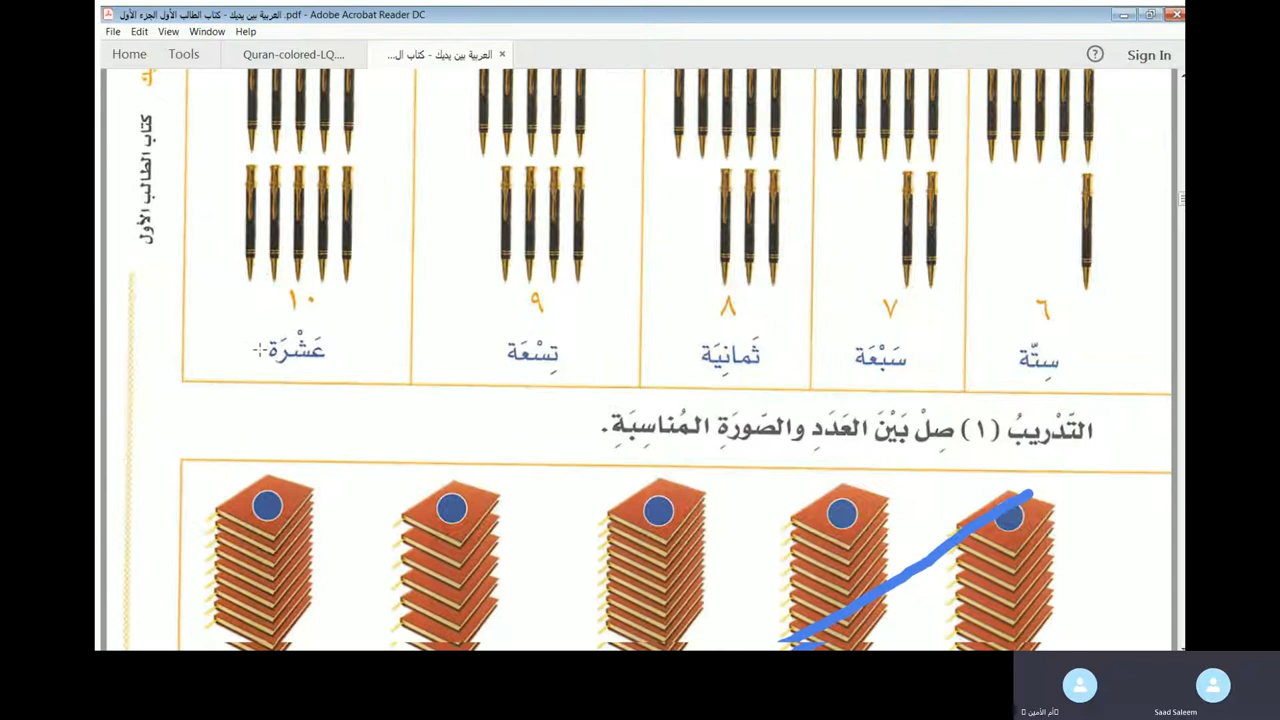 العربية بين يديك - كتاب الطالب الأول الجزء الأول .pdf - Adobe Acrobat Reader DC
File Edit View Window Help
Home Tools Quran-colored-LQ.... العربية بين يديك - كتاب ال... × ? Sign In
كتاب الطالب الأول
٦ ٧ ٨ ٩ ١٠
سِتَّة سَبْعَة ثَمانِيَة تِسْعَة عَشْرَة
التَّدْرِيبُ (١) صِلْ بَيْنَ العَدَدِ والصّورَةِ المُناسِبَةِ.
أم الأمين Saad Saleem